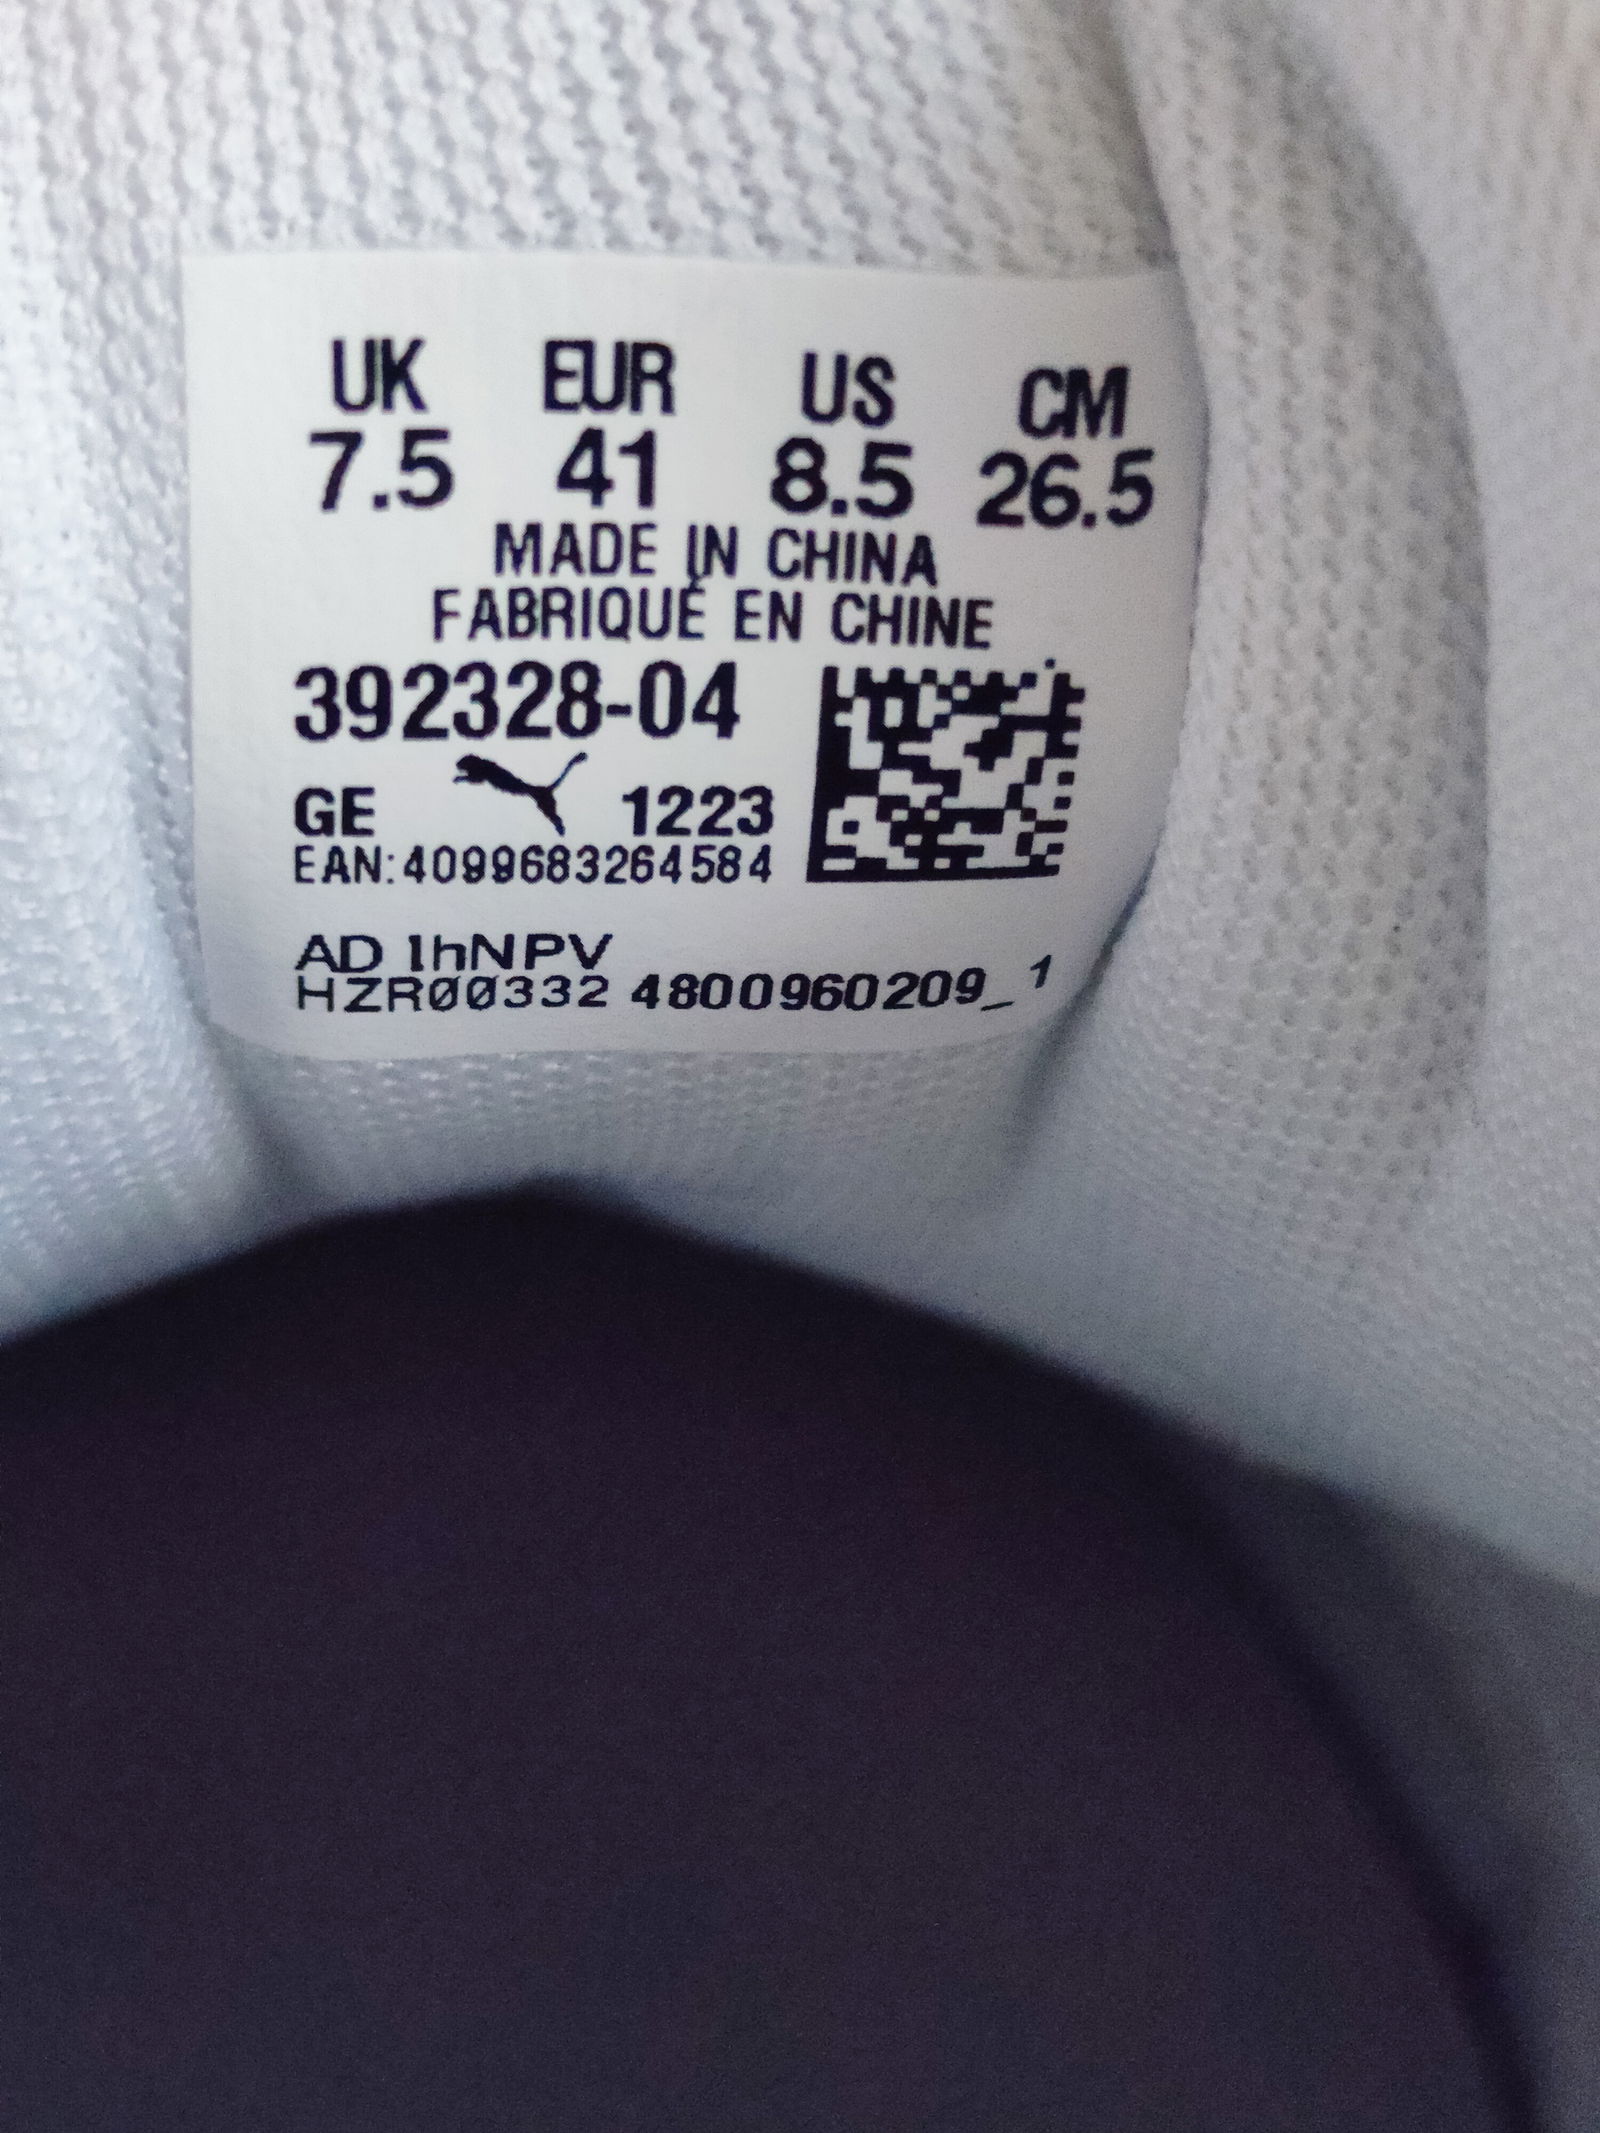 UK EUR US CM
7.5 41 8.5 26.5
MADE IN CHINA
FABRIQUÉ EN CHINE
392328-04
GE 1223
EAN:4099683264584
AD 1hNPV
HZR00332 4800960209_1